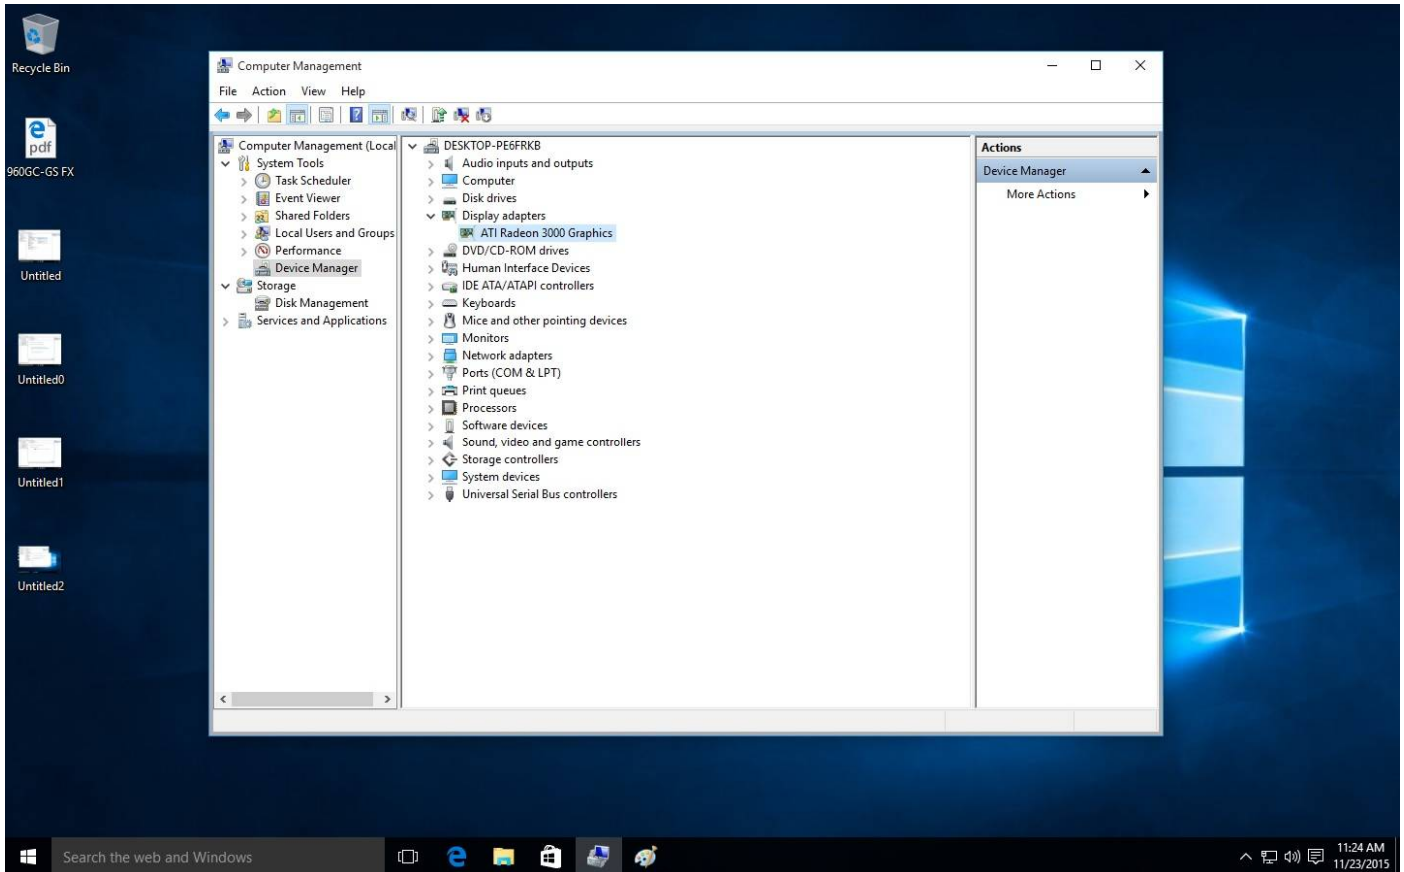 Recycle Bin
pdf
960GC-GS FX
Untitled
Untitled0
Untitled1
Untitled2
Computer Management
File Action View Help
Computer Management (Local
System Tools
Task Scheduler
Event Viewer
Shared Folders
Local Users and Groups
Performance
Device Manager
Storage
Disk Management
Services and Applications
DESKTOP-PE6FRKB
Audio inputs and outputs
Computer
Disk drives
Display adapters
ATI Radeon 3000 Graphics
DVD/CD-ROM drives
Human Interface Devices
IDE ATA/ATAPI controllers
Keyboards
Mice and other pointing devices
Monitors
Network adapters
Ports (COM & LPT)
Print queues
Processors
Software devices
Sound, video and game controllers
Storage controllers
System devices
Universal Serial Bus controllers
Actions
Device Manager
More Actions
Search the web and Windows
11:24 AM
11/23/2015